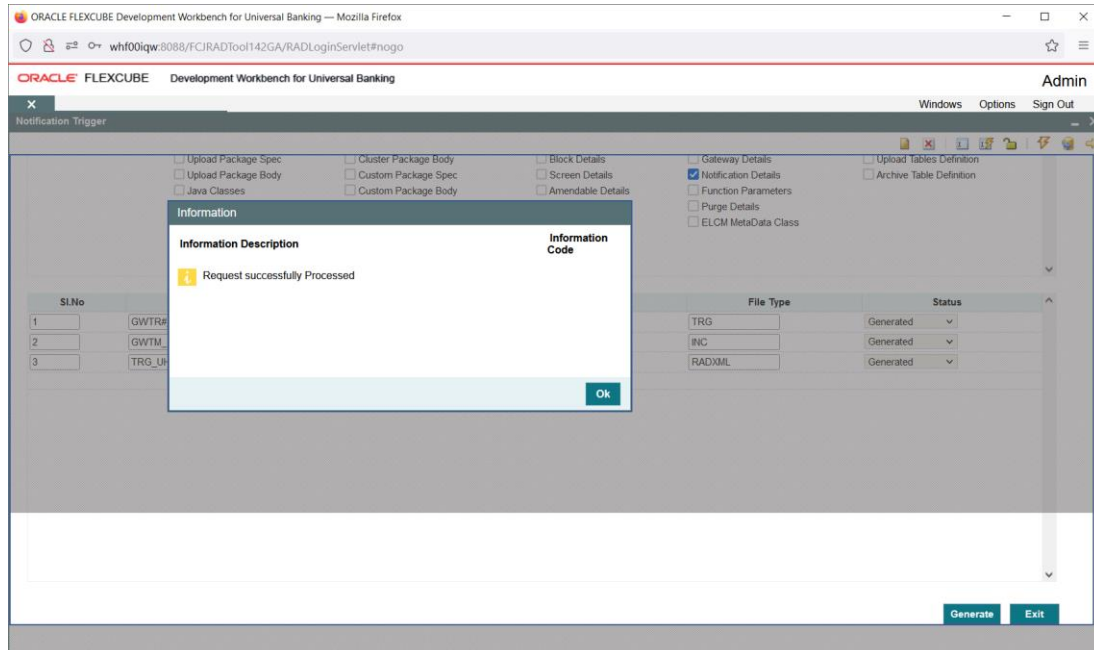 ORACLE FLEXCUBE Development Workbench for Universal Banking — Mozilla Firefox
whf00iqw:8088/FCJRADTool142GA/RADLoginServlet#nogo
ORACLE FLEXCUBE Development Workbench for Universal Banking Admin
Windows Options Sign Out
Notification Trigger
Upload Package Spec Cluster Package Body Block Details Gateway Details Upload Tables Definition
Upload Package Body Custom Package Spec Screen Details Notification Details Archive Table Definition
Java Classes Custom Package Body Amendable Details Function Parameters
Purge Details
ELCM MetaData Class
Information
Information Description Information Code
Request successfully Processed
Ok
Sl.No File Type Status
1 GWTR# TRG Generated
2 GWTM_ INC Generated
3 TRG_ RADXML Generated
Generate Exit